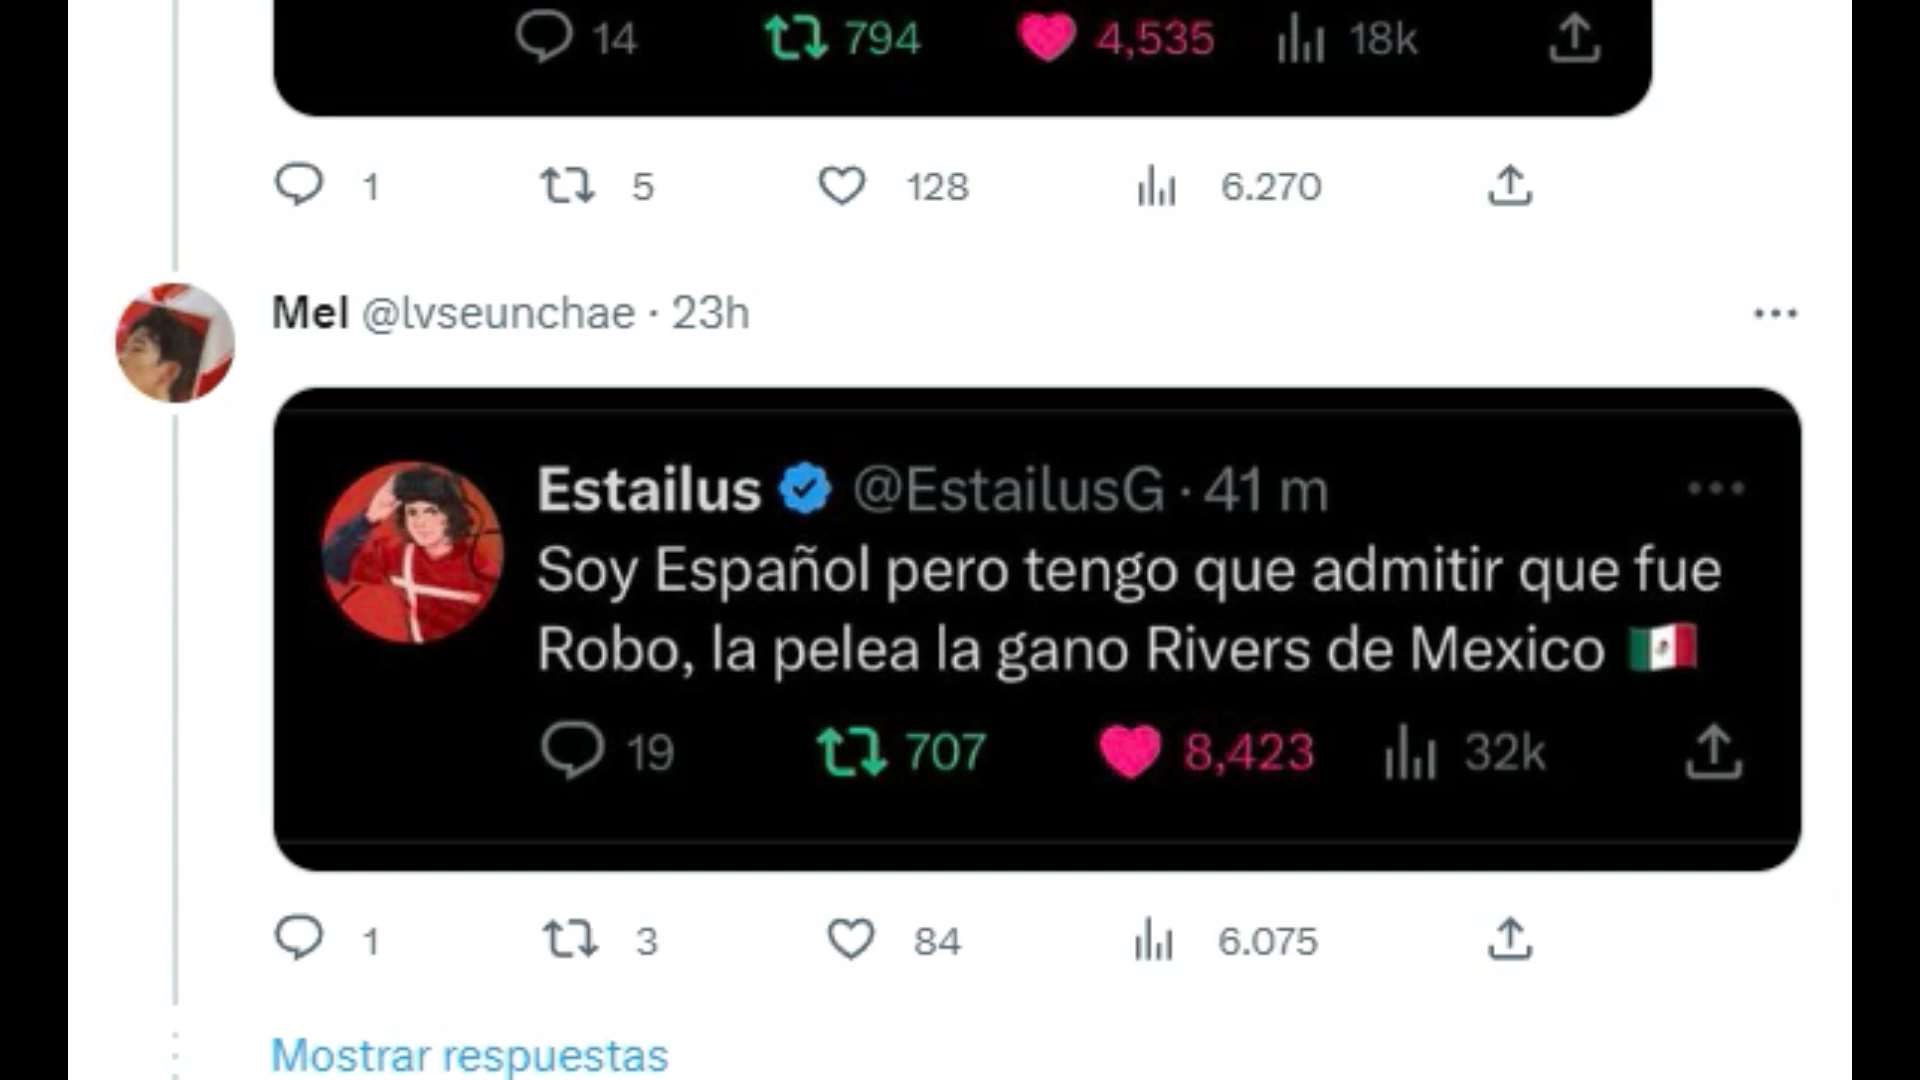 14 794 4,535 18k
1 5 128 6.270
Mel @lvseunchae · 23h
Estailus @EstailusG · 41 m
Soy Español pero tengo que admitir que fue
Robo, la pelea la gano Rivers de Mexico 🇲🇽
19 707 8,423 32k
1 3 84 6.075
Mostrar respuestas